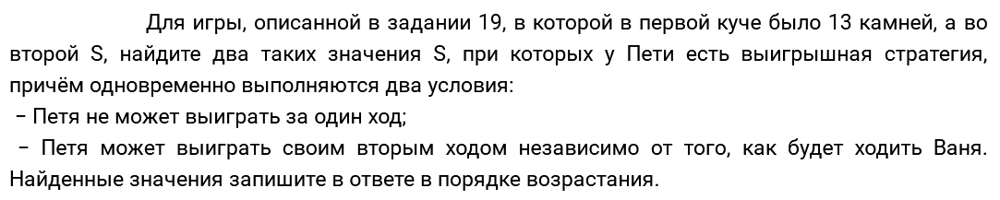 Для игры, описанной в задании 19, в которой в первой куче было 13 камней, а во
второй S, найдите два таких значения S, при которых у Пети есть выигрышная стратегия,
причём одновременно выполняются два условия:
− Петя не может выиграть за один ход;
− Петя может выиграть своим вторым ходом независимо от того, как будет ходить Ваня.
Найденные значения запишите в ответе в порядке возрастания.